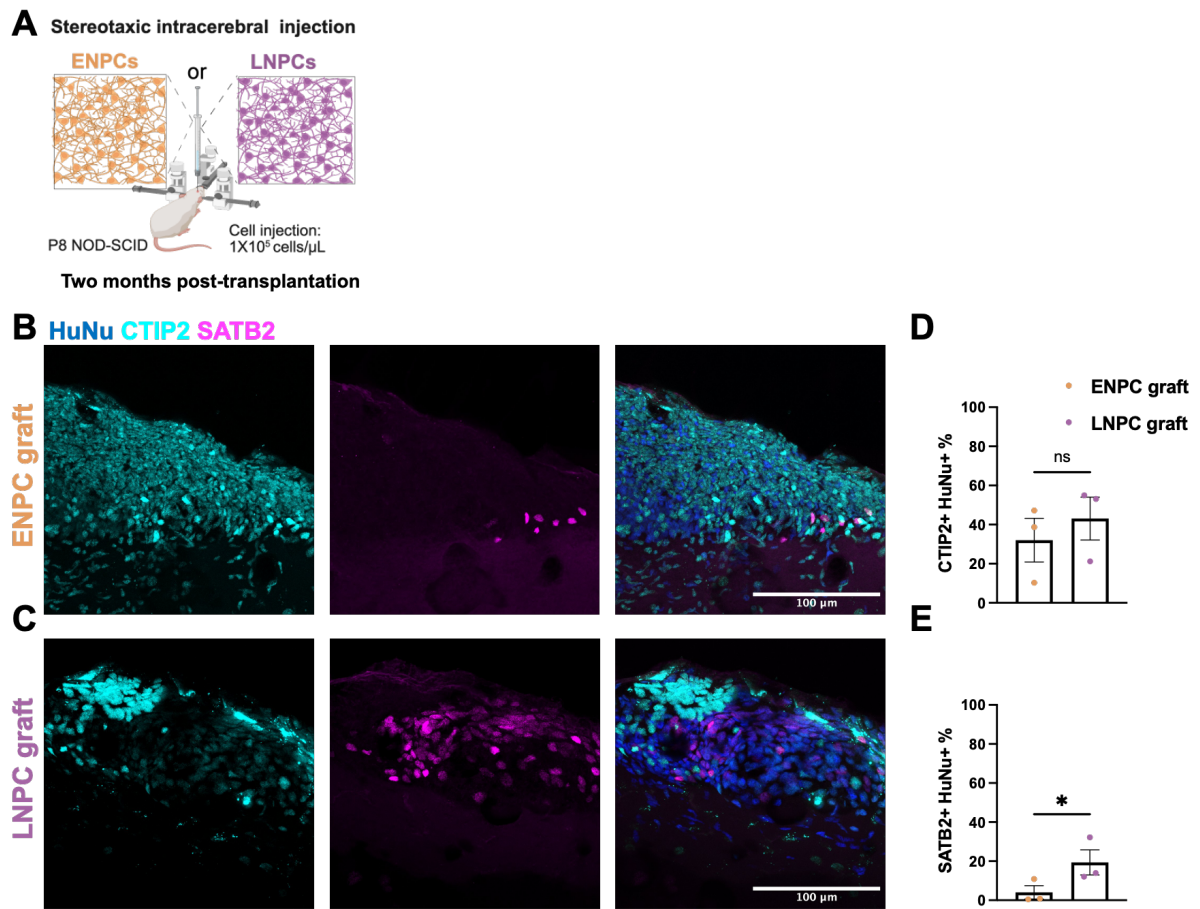 A
Stereotaxic intracerebral injection
ENPCs
or
LNPCs
P8 NOD-SCID
Cell injection:
1X10⁵ cells/µL
Two months post-transplantation
B
HuNu CTIP2 SATB2
ENPC graft
100 µm
C
LNPC graft
100 µm
D
ENPC graft
LNPC graft
CTIP2+ HuNu+ %
100
80
60
40
20
0
ns
E
SATB2+ HuNu+ %
100
80
60
40
20
0
*